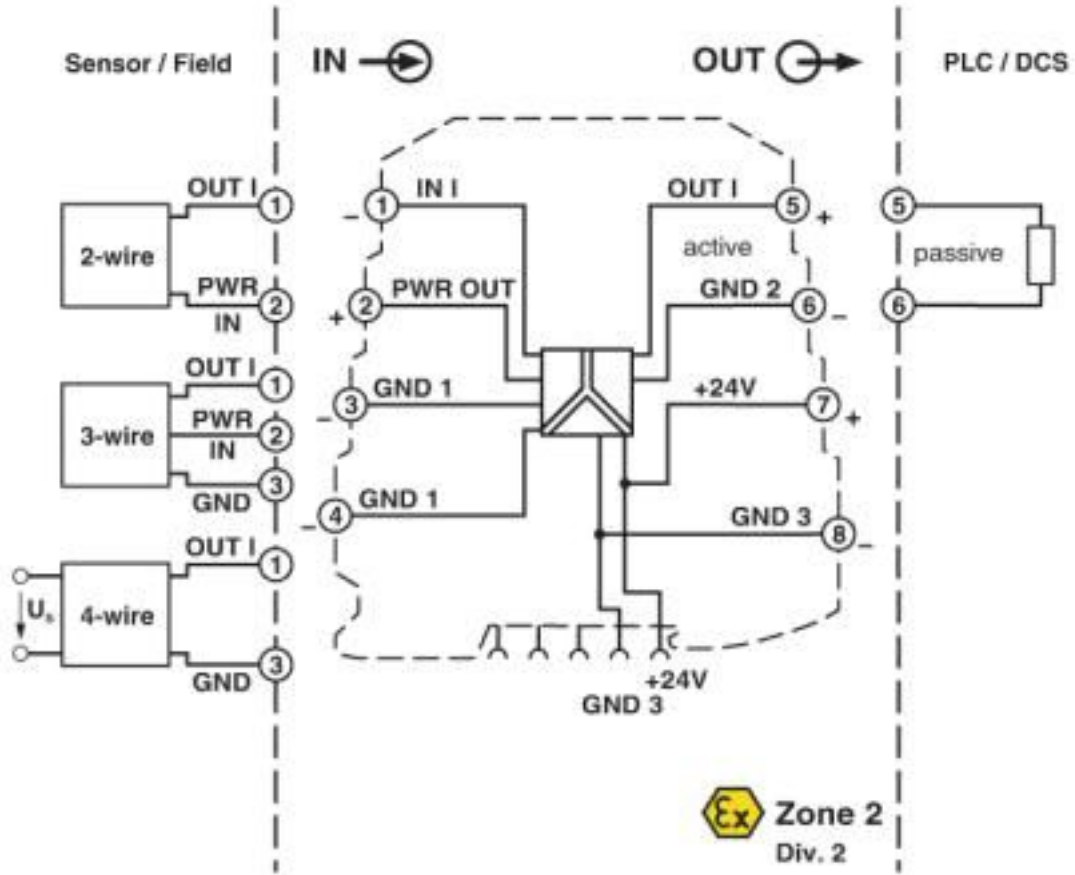 Sensor / Field
IN
OUT
PLC / DCS
OUT I
1
2-wire
PWR
2
IN
OUT I
1
3-wire
PWR
2
IN
3
GND
OUT I
1
4-wire
Us
3
GND
1
IN I
-
2
PWR OUT
+
3
GND 1
-
4
GND 1
-
OUT I
5
+
active
GND 2
6
-
+24V
7
+
GND 3
8
-
+24V
GND 3
5
passive
6
Ex Zone 2
Div. 2